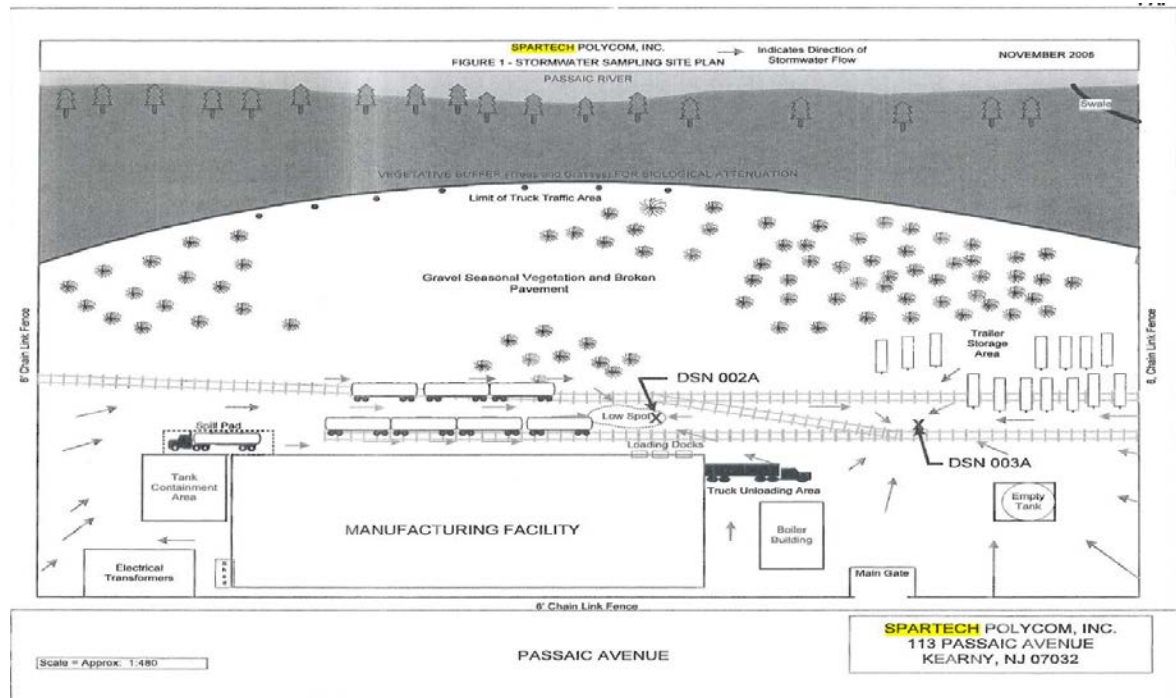 SPARTECH POLYCOM, INC.
Indicates Direction of
Stormwater Flow
NOVEMBER 2005
FIGURE 1 - STORMWATER SAMPLING SITE PLAN
PASSAIC RIVER
Swale
VEGETATIVE BUFFER (Trees and Grasses) FOR BIOLOGICAL ATTENUATION
Limit of Truck Traffic Area
Gravel Seasonal Vegetation and Broken
Pavement
6' Chain Link Fence
6, Chain Link Fence
Trailer
Storage
Area
DSN 002A
Low Spot
Spill Pad
Loading Docks
DSN 003A
Tank
Containment
Area
Truck Unloading Area
Empty
Tank
MANUFACTURING FACILITY
Boiler
Building
Electrical
Transformers
Shed
Main Gate
6' Chain Link Fence
SPARTECH POLYCOM, INC.
113 PASSAIC AVENUE
KEARNY, NJ 07032
PASSAIC AVENUE
Scale = Approx: 1:480